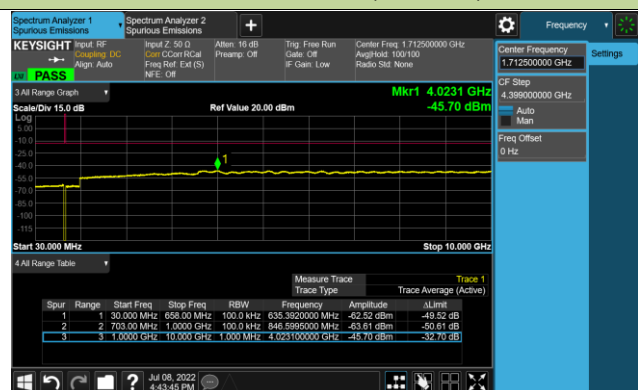 Spectrum Analyzer 1
Spurious Emissions
Spectrum Analyzer 2
Spurious Emissions
+
Frequency
KEYSIGHT
Input: RF
Coupling: DC
Align: Auto
Input Z: 50 Ω
Corr CCorr RCal
Freq Ref: Ext (S)
NFE: Off
Atten: 16 dB
Preamp: Off
Trig: Free Run
Gate: Off
IF Gain: Low
Center Freq: 1.712500000 GHz
Avg|Hold: 100/100
Radio Std: None
PASS
Center Frequency
1.712500000 GHz
Settings
CF Step
4.399000000 GHz
Auto
Man
Freq Offset
0 Hz
3 All Range Graph
Mkr1 4.0231 GHz
-45.70 dBm
Scale/Div 15.0 dB
Ref Value 20.00 dBm
Log
5.00
-10.0
-25.0
-40.0
-55.0
-70.0
-85.0
-100
-115
1
Start 30.000 MHz
Stop 10.000 GHz
4 All Range Table
Measure Trace Trace 1
Trace Type Trace Average (Active)
Spur Range Start Freq Stop Freq RBW Frequency Amplitude ΔLimit
1 1 30.000 MHz 658.00 MHz 100.0 kHz 635.3920000 MHz -62.52 dBm -49.52 dB
2 2 703.00 MHz 1.0000 GHz 100.0 kHz 846.5995000 MHz -63.61 dBm -50.61 dB
3 3 1.0000 GHz 10.000 GHz 1.000 MHz 4.023100000 GHz -45.70 dBm -32.70 dB
?
Jul 08, 2022
4:43:45 PM